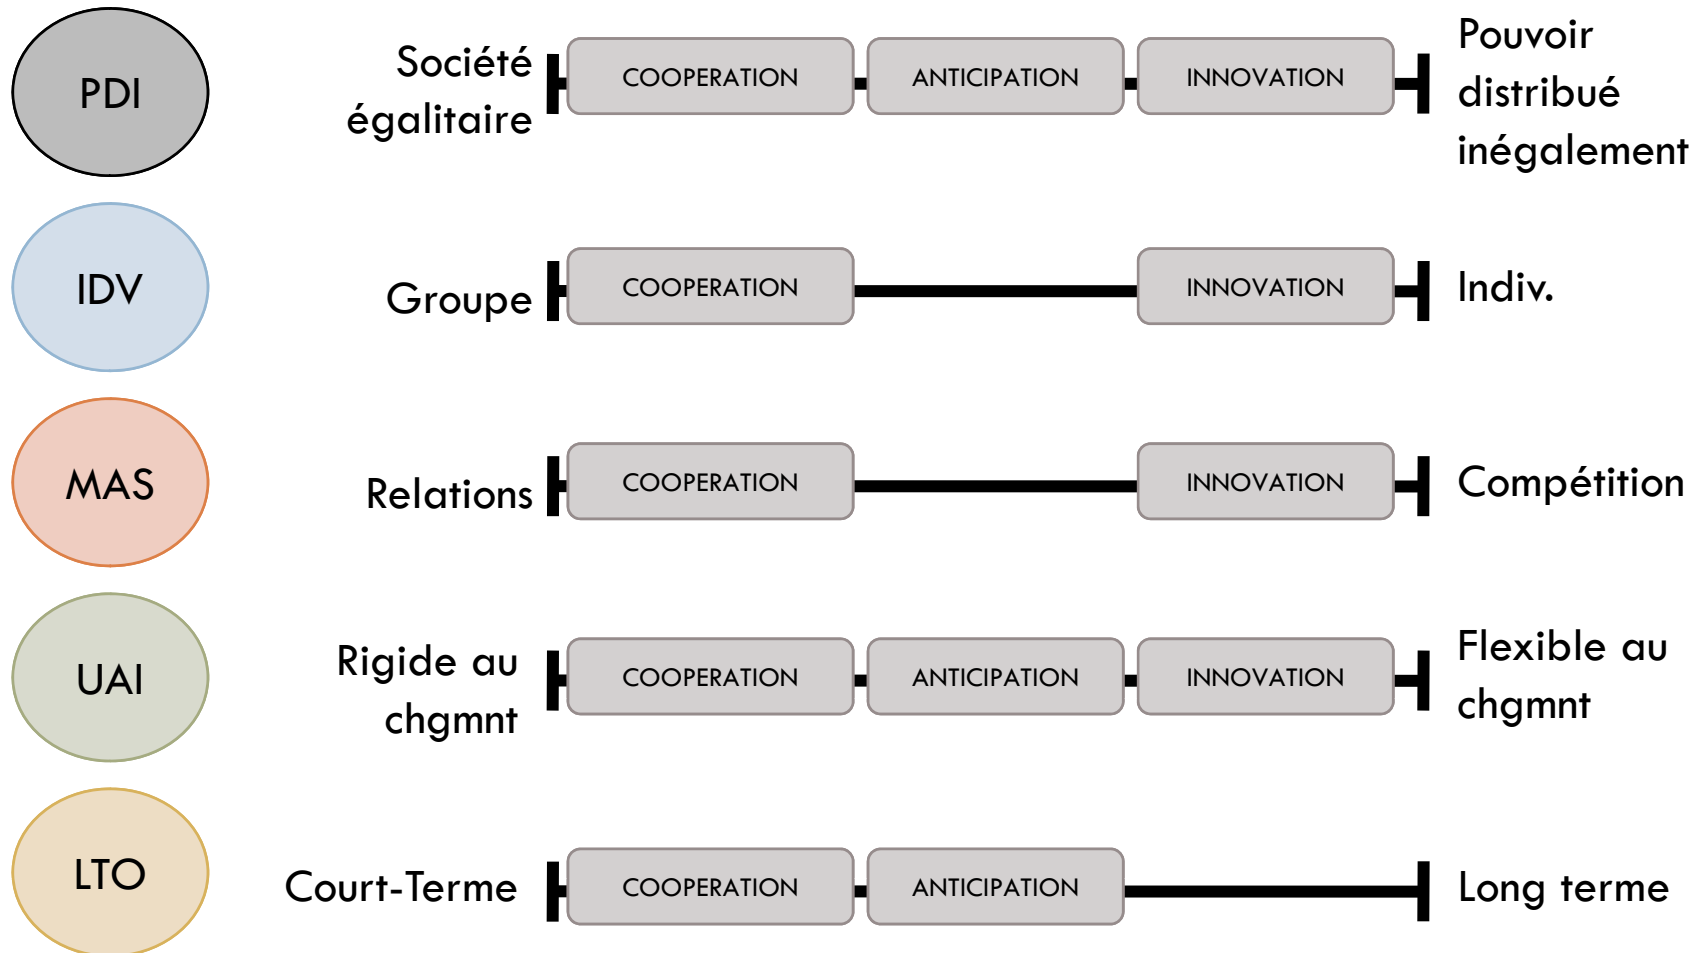 PDI
Société
égalitaire
COOPERATION
ANTICIPATION
INNOVATION
Pouvoir
distribué
inégalement
IDV
Groupe
COOPERATION
INNOVATION
Indiv.
MAS
Relations
COOPERATION
INNOVATION
Compétition
UAI
Rigide au
chgmnt
COOPERATION
ANTICIPATION
INNOVATION
Flexible au
chgmnt
LTO
Court-Terme
COOPERATION
ANTICIPATION
Long terme